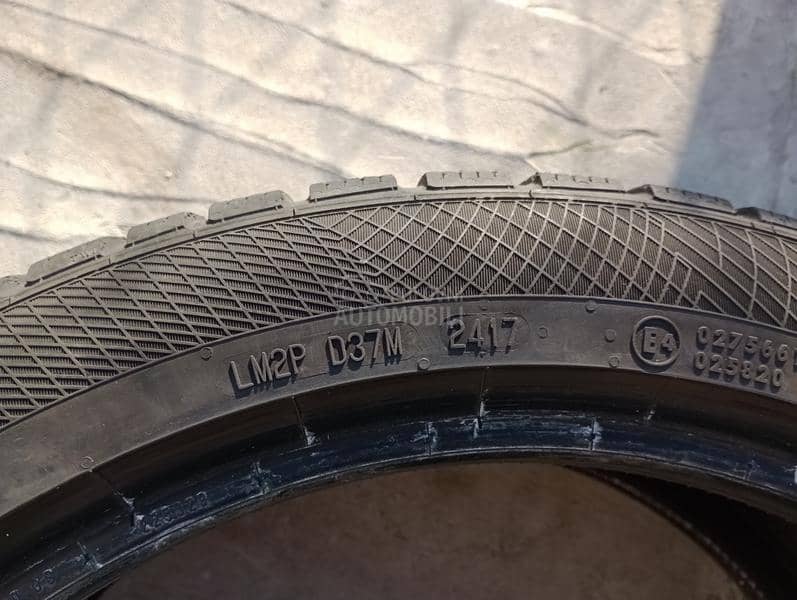 AUTOMOBILI
LM2P D37M 2417
E4 027566
025820